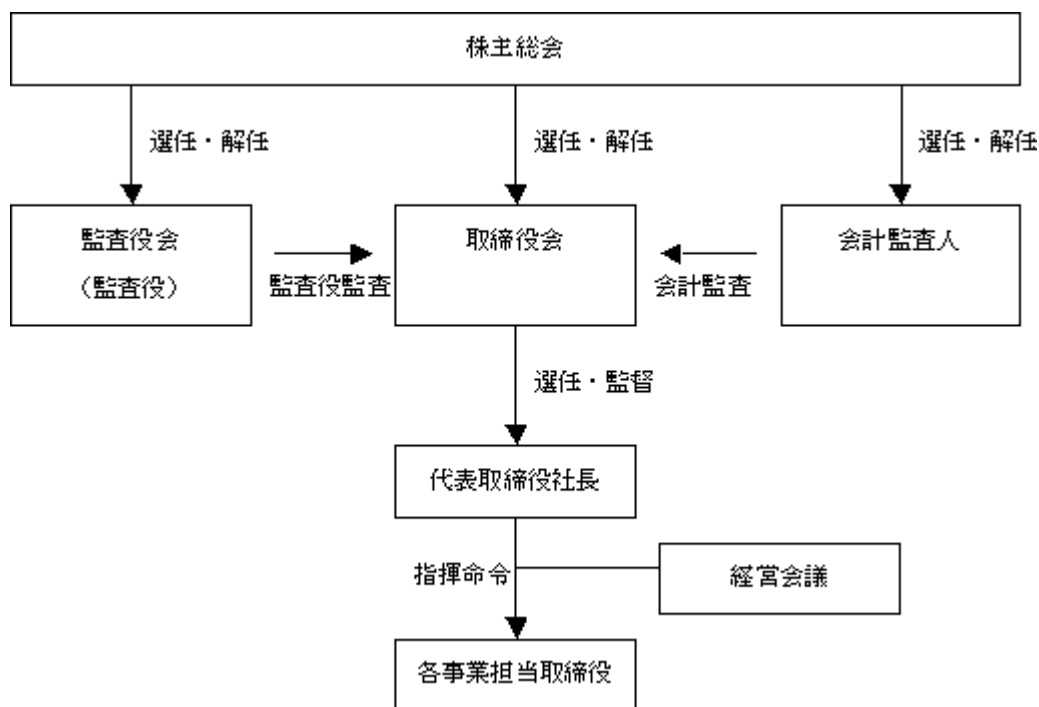 株主総会
選任・解任
選任・解任
選任・解任
監査役会
（監査役）
監査役監査
取締役会
会計監査
会計監査人
選任・監督
代表取締役社長
指揮命令
経営会議
各事業担当取締役